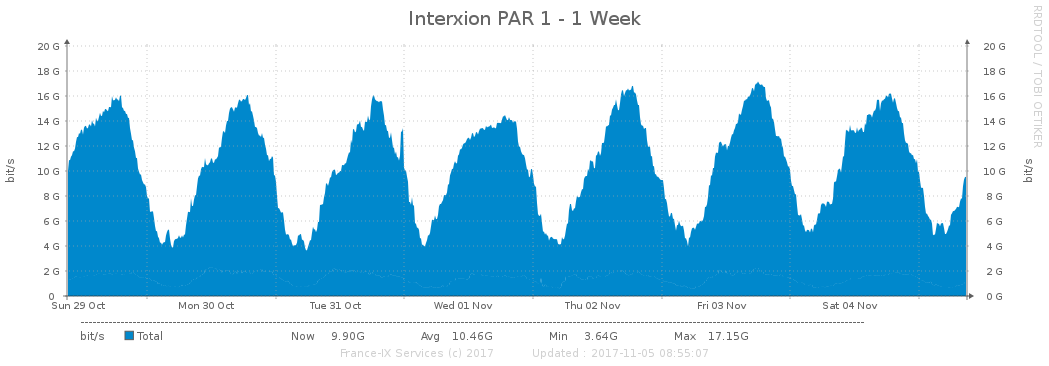 Interxion PAR 1 - 1 Week
RRDTOOL / TOBI OETIKER
bit/s
20 G 20 G
18 G 18 G
16 G 16 G
14 G 14 G
12 G 12 G
10 G 10 G
8 G 8 G
6 G 6 G
4 G 4 G
2 G 2 G
0 0 G
bit/s
Sun 29 Oct Mon 30 Oct Tue 31 Oct Wed 01 Nov Thu 02 Nov Fri 03 Nov Sat 04 Nov
bit/s Total Now 9.90G Avg 10.46G Min 3.64G Max 17.15G
France-IX Services (c) 2017 Updated : 2017-11-05 08:55:07